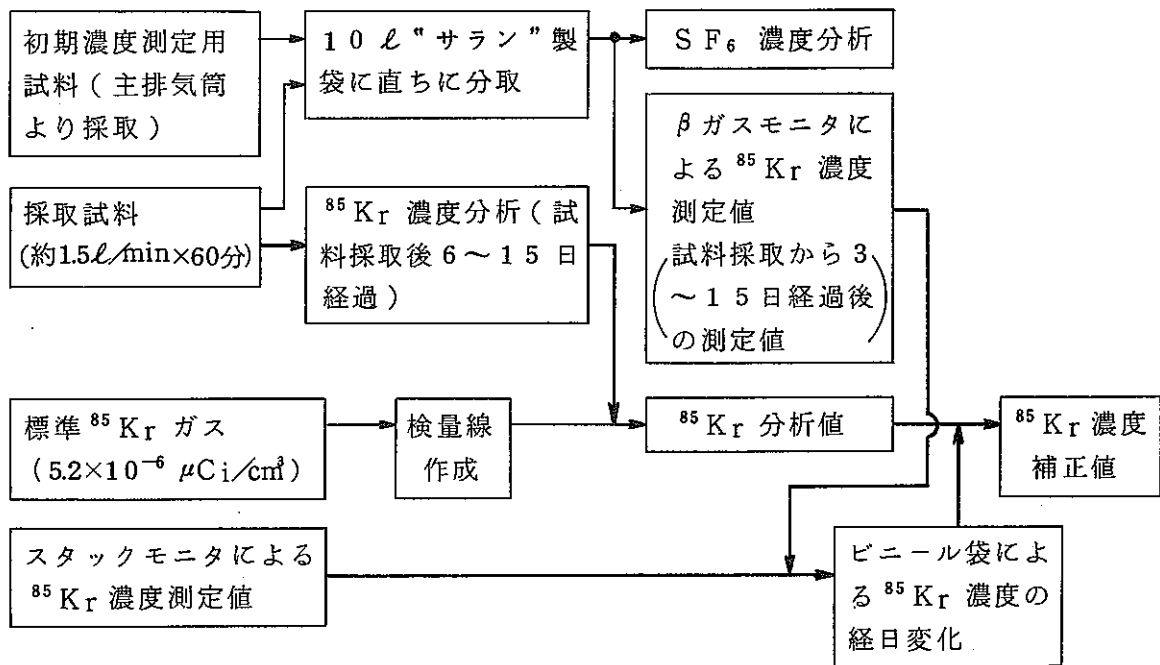 初期濃度測定用
試料(主排気筒
より採取)
10ℓ“サラン”製
袋に直ちに分取
SF₆ 濃度分析
βガスモニタに
よる ⁸⁵Kr 濃度
測定値
(試料採取から3
~15日経過後
の測定値)
採取試料
(約1.5ℓ/min×60分)
⁸⁵Kr 濃度分析(試
料採取後6~15日
経過)
標準 ⁸⁵Kr ガス
(5.2×10⁻⁶ μCi/cm³)
検量線
作成
⁸⁵Kr 分析値
⁸⁵Kr 濃度
補正値
スタックモニタによる
⁸⁵Kr 濃度測定値
ビニール袋によ
る ⁸⁵Kr 濃度の
経日変化